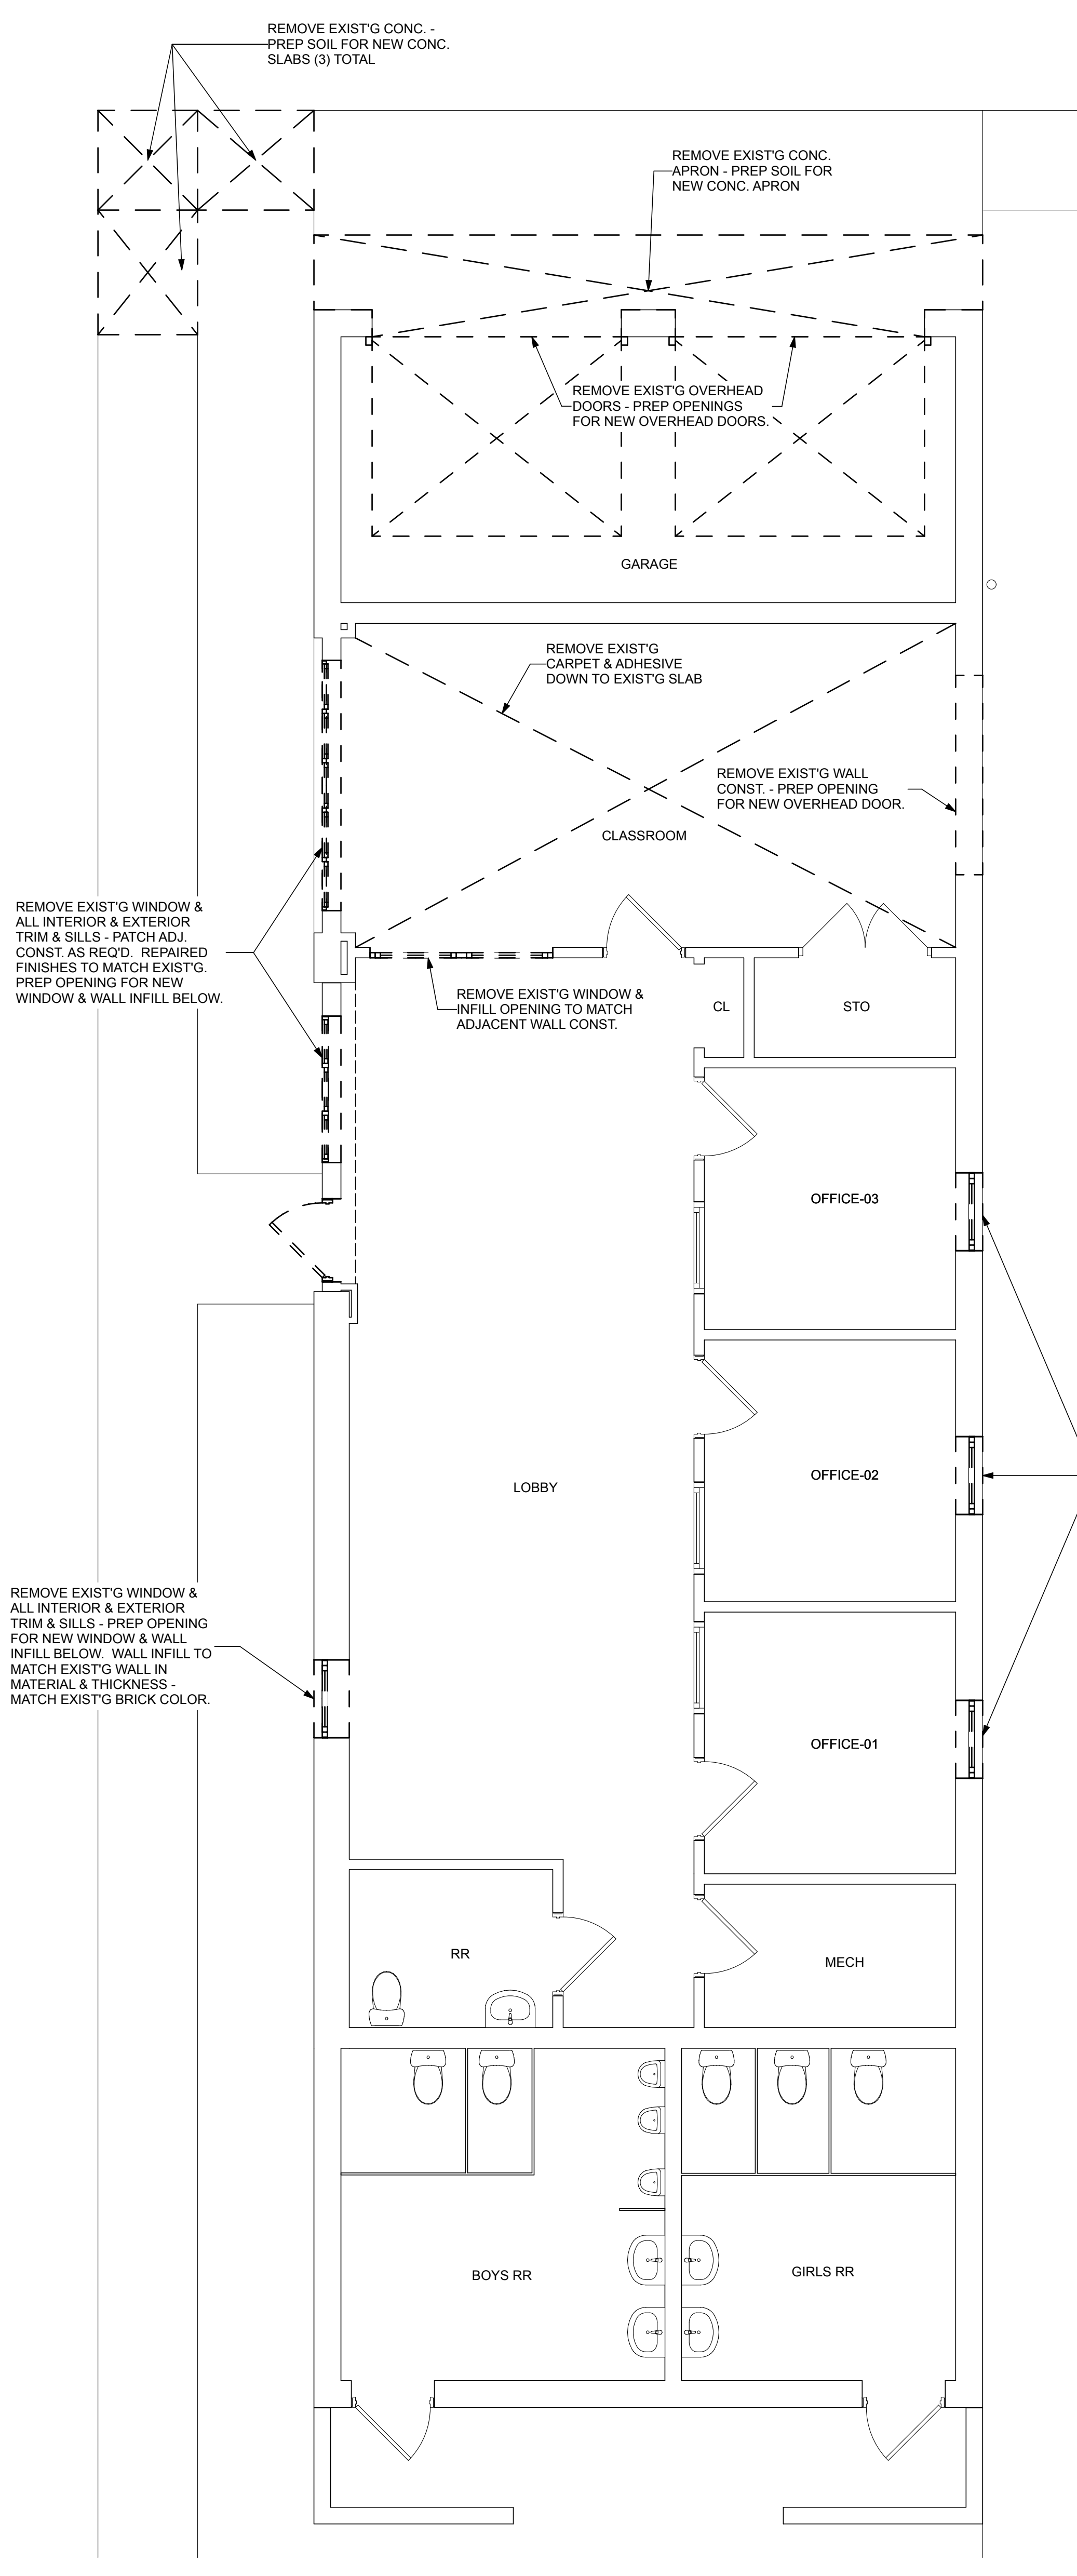 REMOVE EXIST'G CONC. -
PREP SOIL FOR NEW CONC.
SLABS (3) TOTAL
REMOVE EXIST'G CONC.
APRON - PREP SOIL FOR
NEW CONC. APRON
REMOVE EXIST'G OVERHEAD
DOORS - PREP OPENINGS
FOR NEW OVERHEAD DOORS.
GARAGE
REMOVE EXIST'G
CARPET & ADHESIVE
DOWN TO EXIST'G SLAB
REMOVE EXIST'G WALL
CONST. - PREP OPENING
FOR NEW OVERHEAD DOOR.
CLASSROOM
REMOVE EXIST'G WINDOW &
ALL INTERIOR & EXTERIOR
TRIM & SILLS - PATCH ADJ.
CONST. AS REQ'D. REPAIRED
FINISHES TO MATCH EXIST'G.
PREP OPENING FOR NEW
WINDOW & WALL INFILL BELOW.
REMOVE EXIST'G WINDOW &
INFILL OPENING TO MATCH
ADJACENT WALL CONST.
CL
STO
OFFICE-03
OFFICE-02
LOBBY
REMOVE EXIST'G WINDOW &
ALL INTERIOR & EXTERIOR
TRIM & SILLS - PREP OPENING
FOR NEW WINDOW & WALL
INFILL BELOW. WALL INFILL TO
MATCH EXIST'G WALL IN
MATERIAL & THICKNESS -
MATCH EXIST'G BRICK COLOR.
OFFICE-01
RR
MECH
BOYS RR
GIRLS RR